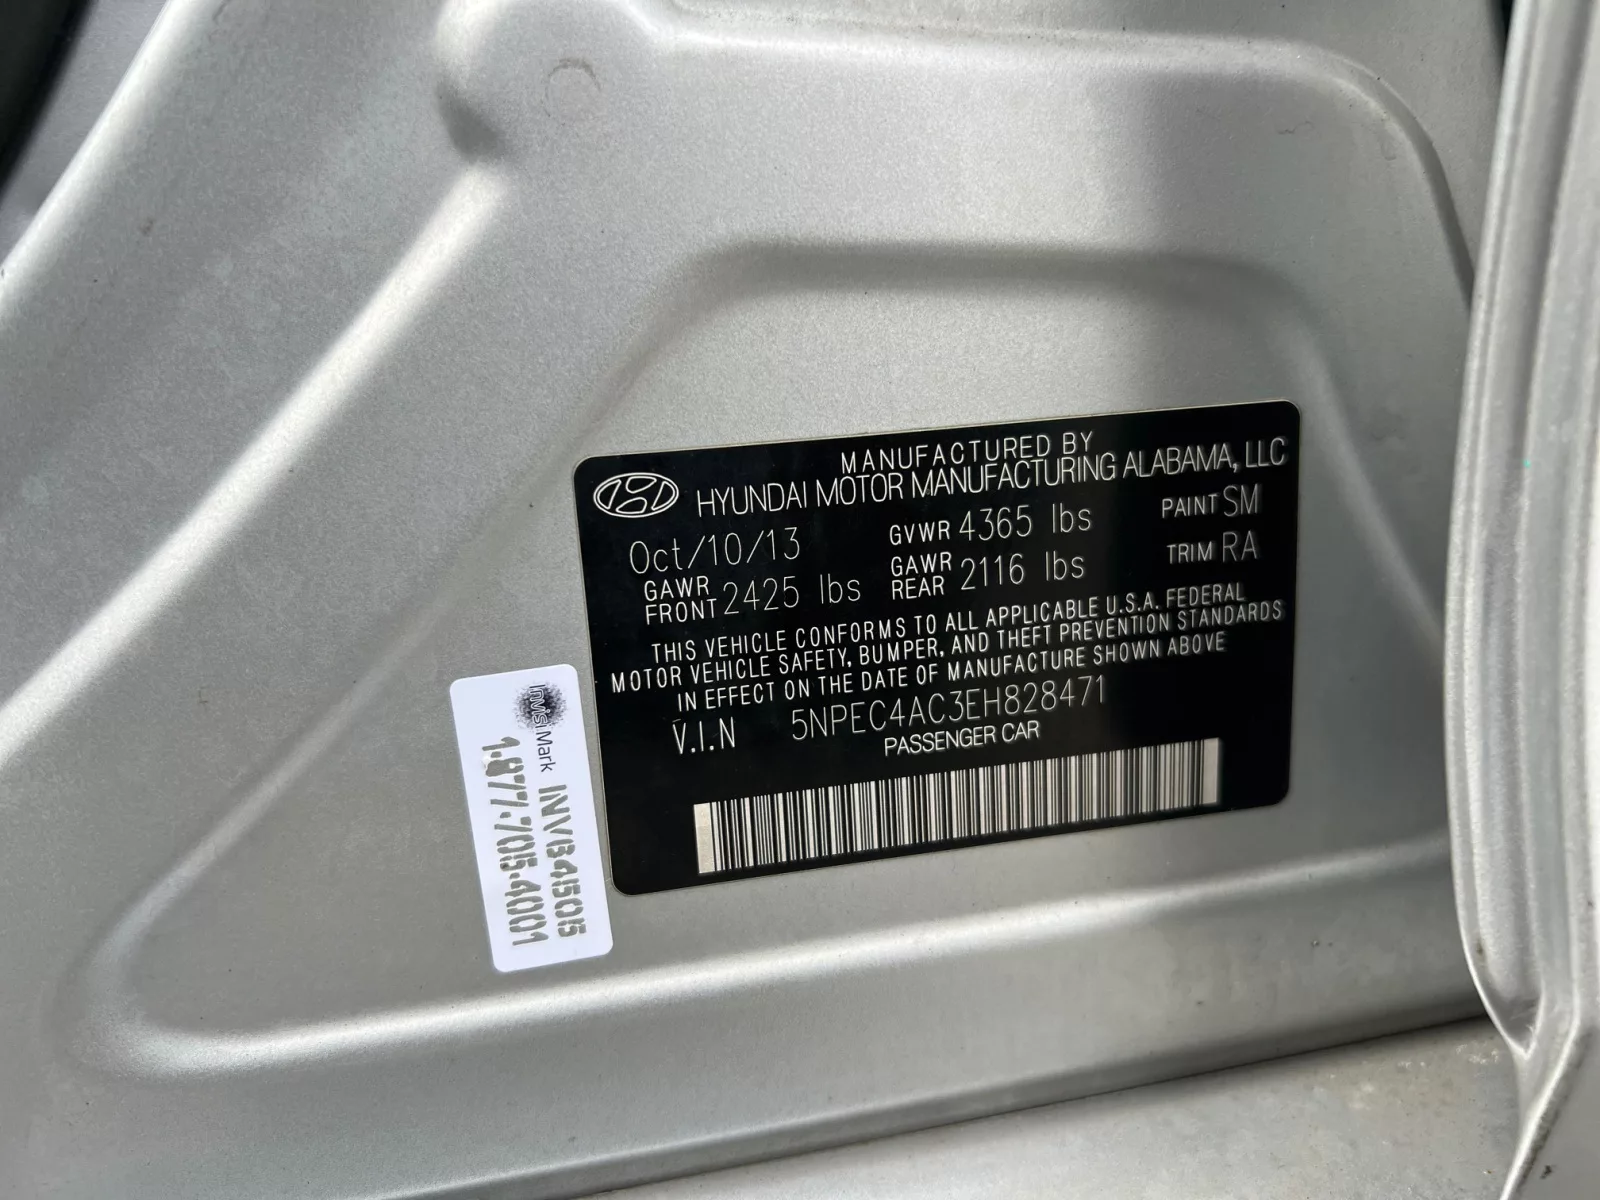 MANUFACTURED BY
HYUNDAI MOTOR MANUFACTURING ALABAMA, LLC
Oct/10/13 GVWR 4365 lbs PAINT SM
GAWR FRONT 2425 lbs GAWR REAR 2116 lbs TRIM RA
THIS VEHICLE CONFORMS TO ALL APPLICABLE U.S.A. FEDERAL
MOTOR VEHICLE SAFETY, BUMPER, AND THEFT PREVENTION STANDARDS
IN EFFECT ON THE DATE OF MANUFACTURE SHOWN ABOVE
V.I.N 5NPEC4AC3EH828471
PASSENGER CAR
InvisiMark
INVB41505
1.877.705.4001